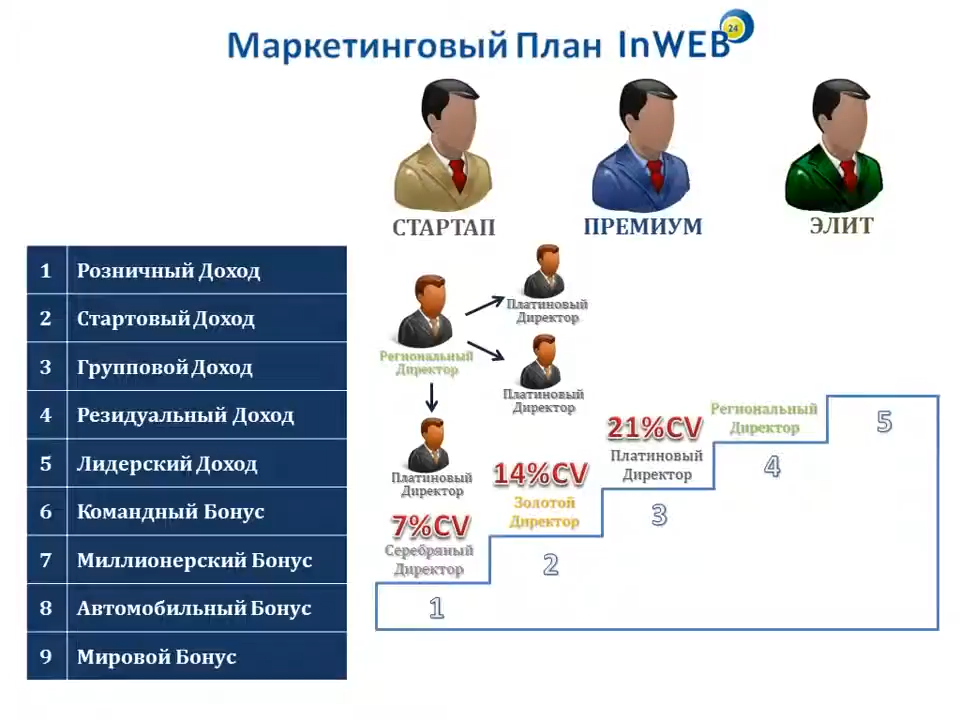 Маркетинговый План InWEB 24
СТАРТАП
ПРЕМИУМ
ЭЛИТ
1 Розничный Доход
2 Стартовый Доход
3 Групповой Доход
4 Резидуальный Доход
5 Лидерский Доход
6 Командный Бонус
7 Миллионерский Бонус
8 Автомобильный Бонус
9 Мировой Бонус
Платиновый
Директор
Региональный
Директор
Платиновый
Директор
Платиновый
Директор
7%CV
Серебряный
Директор
1
14%CV
Золотой
Директор
2
21%CV
Платиновый
Директор
3
Региональный
Директор
4
5